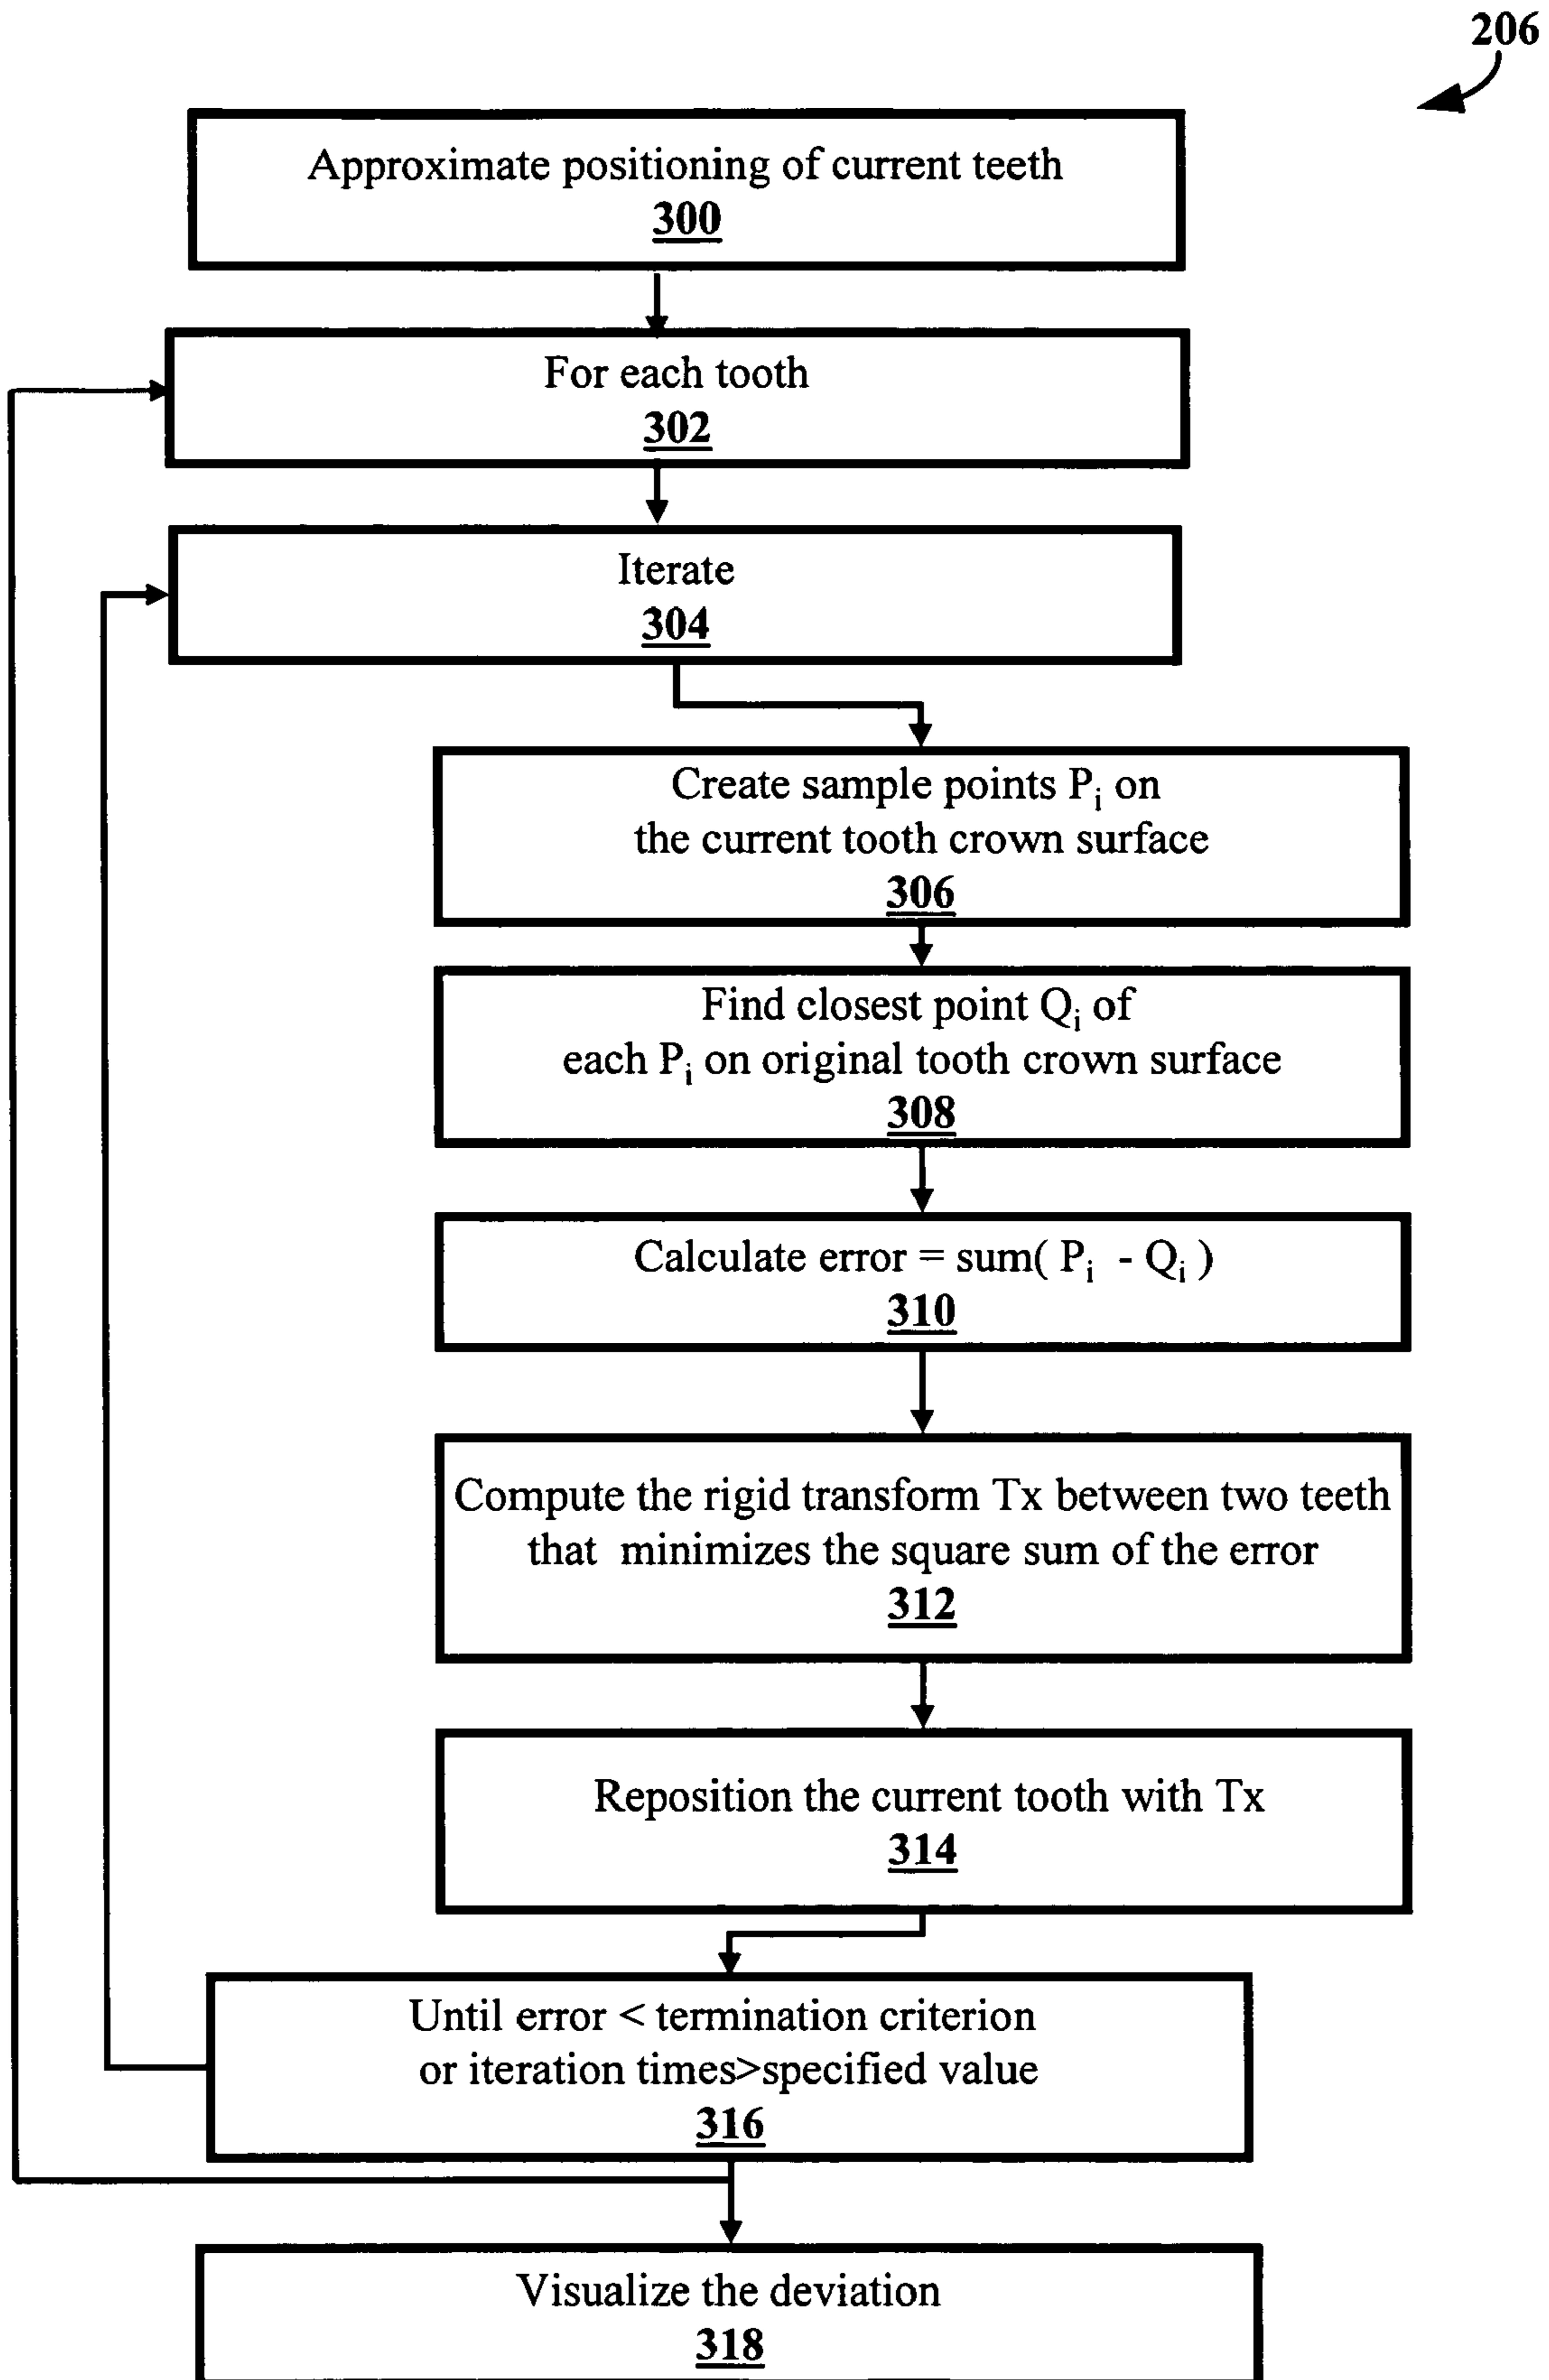 206
Approximate positioning of current teeth
300
For each tooth
302
Iterate
304
Create sample points Pi on
the current tooth crown surface
306
Find closest point Qi of
each Pi on original tooth crown surface
308
Calculate error = sum( Pi - Qi )
310
Compute the rigid transform Tx between two teeth
that minimizes the square sum of the error
312
Reposition the current tooth with Tx
314
Until error < termination criterion
or iteration times>specified value
316
Visualize the deviation
318